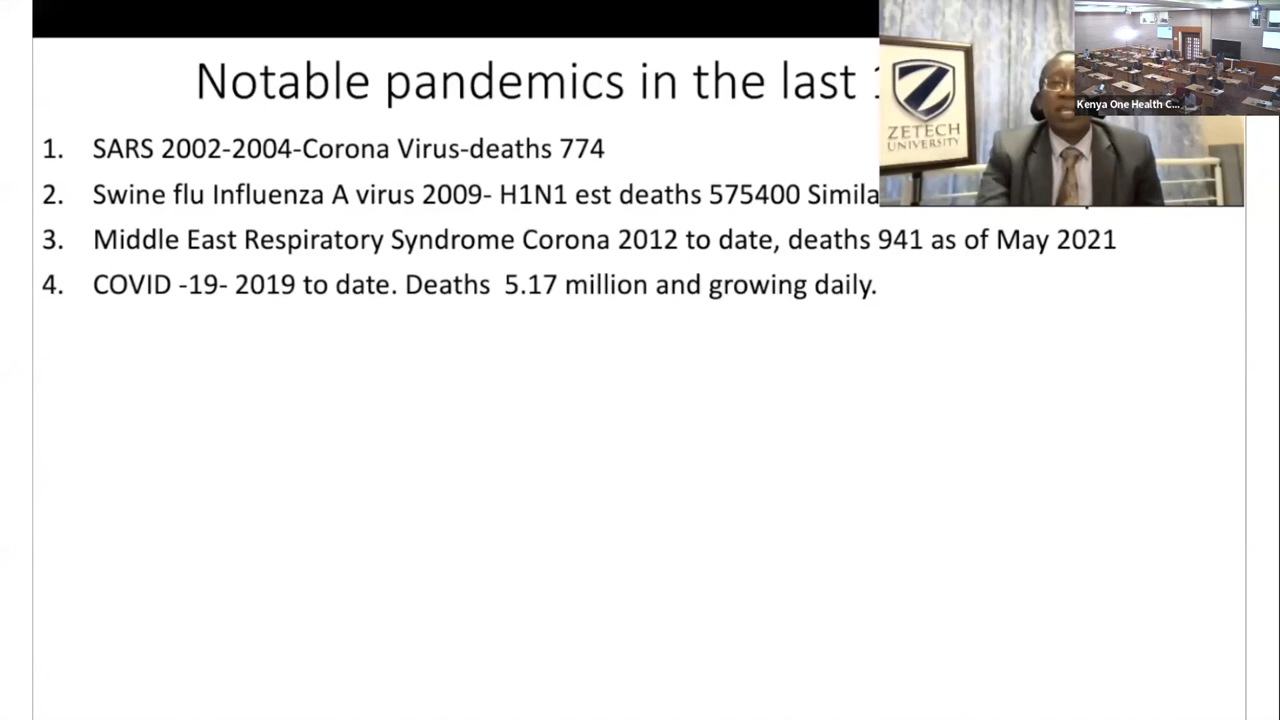 Notable pandemics in the last
1. SARS 2002-2004-Corona Virus-deaths 774
2. Swine flu Influenza A virus 2009- H1N1 est deaths 575400 Simila
3. Middle East Respiratory Syndrome Corona 2012 to date, deaths 941 as of May 2021
4. COVID -19- 2019 to date. Deaths 5.17 million and growing daily.
ZETECH
UNIVERSITY
Kenya One Health C...